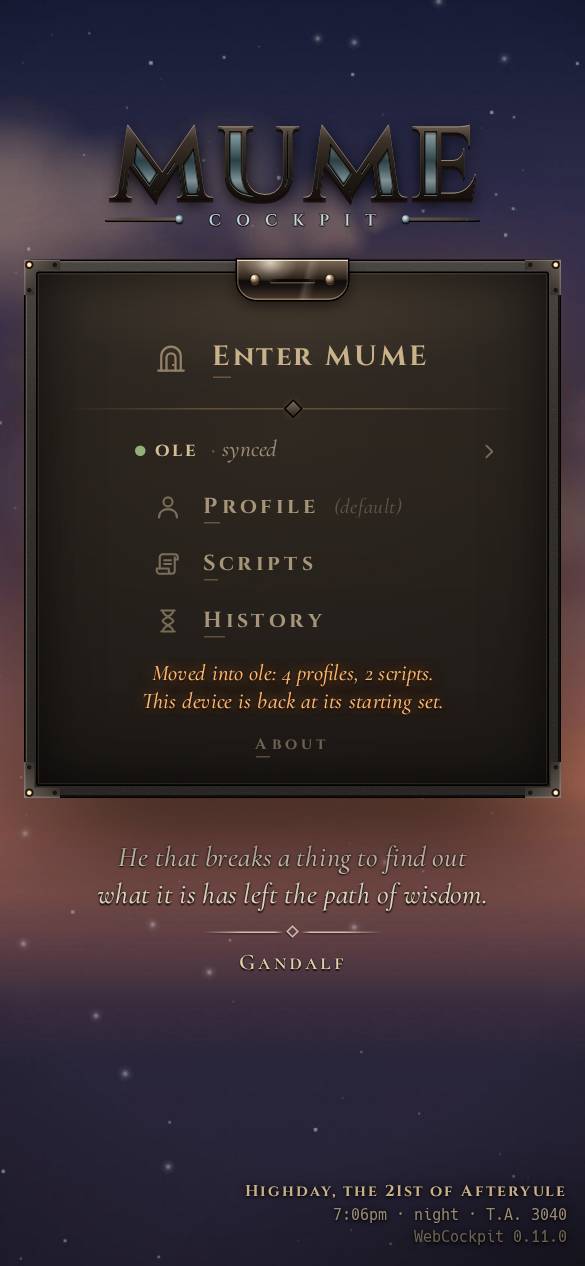 MUME
COCKPIT
Enter MUME
OLE · synced
Profile (default)
Scripts
History
Moved into ole: 4 profiles, 2 scripts.
This device is back at its starting set.
About
He that breaks a thing to find out
what it is has left the path of wisdom.
Gandalf
Highday, the 21st of Afteryule
7:06pm · night · T.A. 3040
WebCockpit 0.11.0